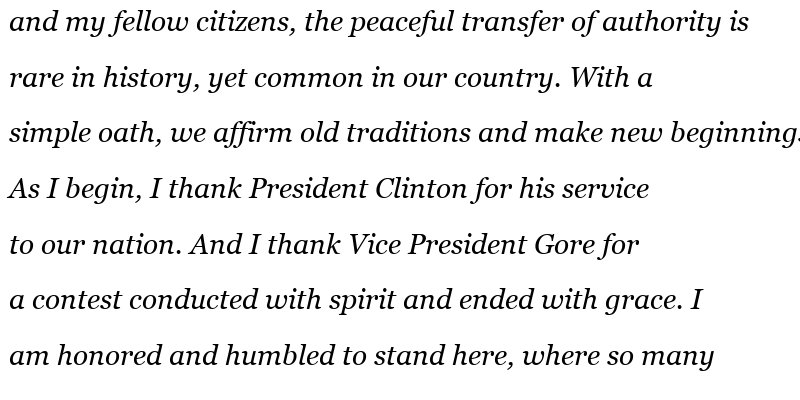 and my fellow citizens, the peaceful transfer of authority is
rare in history, yet common in our country. With a
simple oath, we affirm old traditions and make new beginnings.
As I begin, I thank President Clinton for his service
to our nation. And I thank Vice President Gore for
a contest conducted with spirit and ended with grace. I
am honored and humbled to stand here, where so many